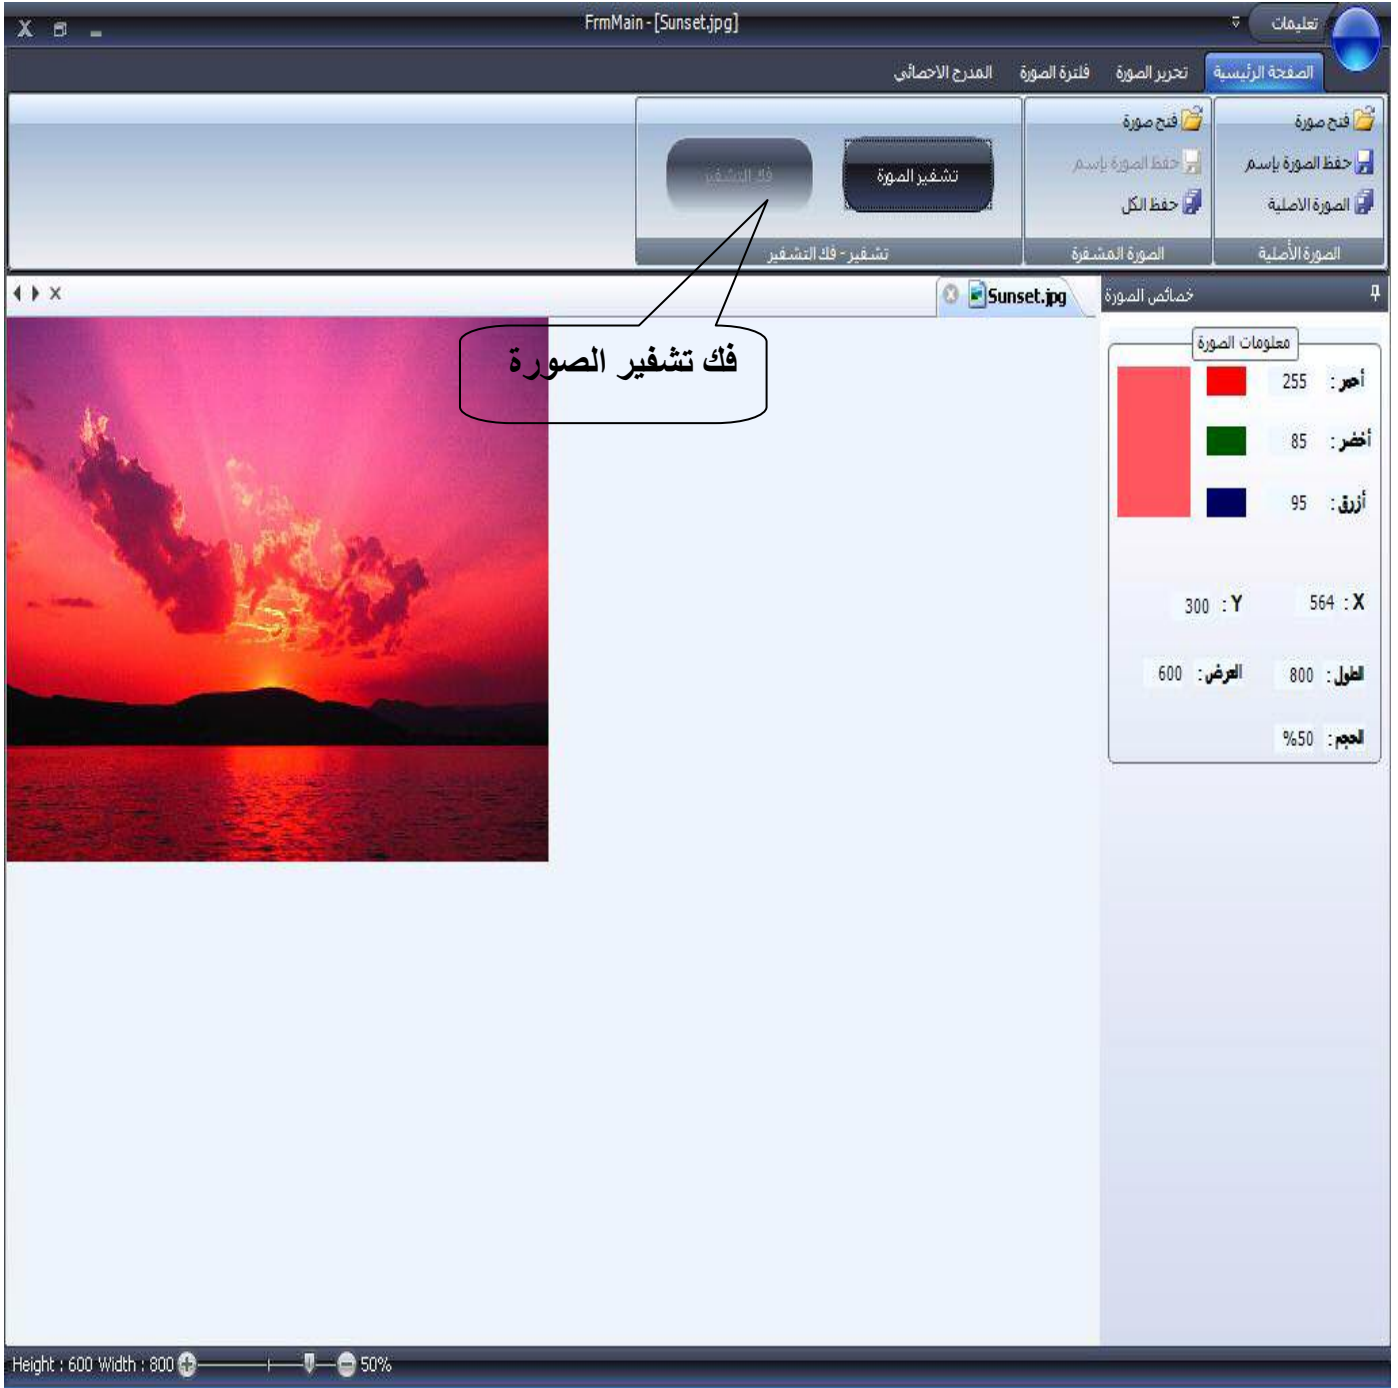 FrmMain - [Sunset.jpg]
تعليمات
الصفحة الرئيسية
تحرير الصورة
فلترة الصورة
المدرج الاحصائي
فتح صورة
حفظ الصورة بإسم
الصورة الاصلية
الصورة الأصلية
فتح صورة
حفظ الصورة بإسم
حفظ الكل
الصورة المشفرة
تشفير الصورة
فك التشفير
تشفير - فك التشفير
خصائص الصورة
Sunset.jpg
فك تشفير الصورة
معلومات الصورة
أحمر : 255
أخضر : 85
أزرق : 95
X : 564 Y : 300
الطول : 800 العرض : 600
الحجم : 50%
Height : 600 Width : 800 50%